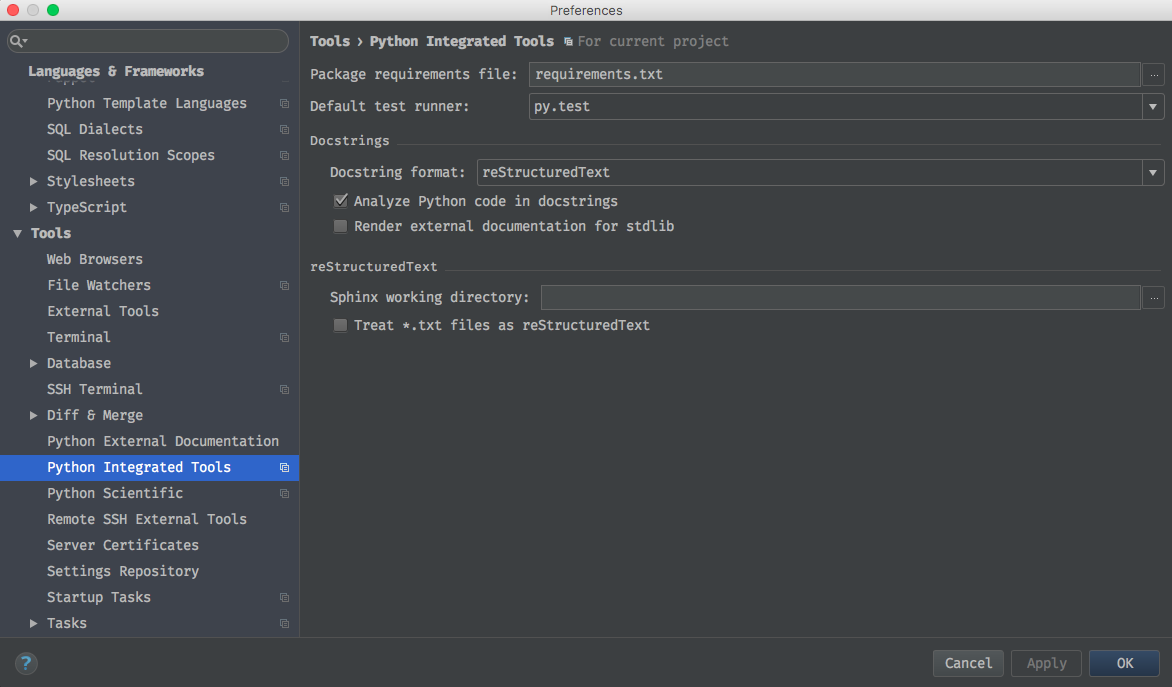 Preferences
Languages & Frameworks
Python Template Languages
SQL Dialects
SQL Resolution Scopes
Stylesheets
TypeScript
Tools
Web Browsers
File Watchers
External Tools
Terminal
Database
SSH Terminal
Diff & Merge
Python External Documentation
Python Integrated Tools
Python Scientific
Remote SSH External Tools
Server Certificates
Settings Repository
Startup Tasks
Tasks
Tools › Python Integrated Tools For current project
Package requirements file: requirements.txt ...
Default test runner: py.test
Docstrings
Docstring format: reStructuredText
Analyze Python code in docstrings
Render external documentation for stdlib
reStructuredText
Sphinx working directory: ...
Treat *.txt files as reStructuredText
? Cancel Apply OK